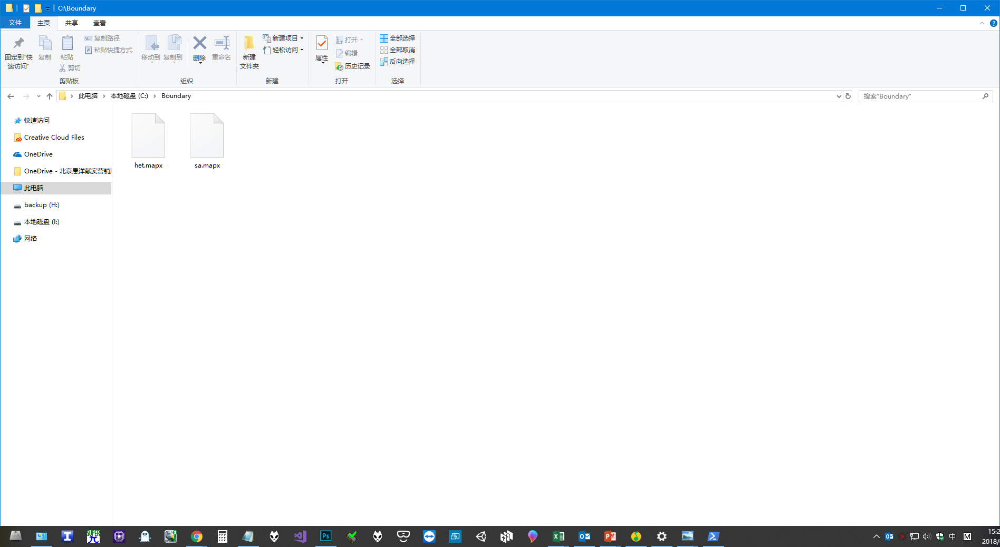 C:\Boundary
文件 主页 共享 查看
固定到"快
速访问"
复制
粘贴
复制路径
粘贴快捷方式
剪切
剪贴板
移动到
复制到
删除
重命名
组织
新建
文件夹
新建项目
轻松访问
新建
属性
打开
编辑
历史记录
打开
全部选择
全部取消
反向选择
选择
此电脑 本地磁盘 (C:) Boundary
搜索"Boundary"
快速访问
Creative Cloud Files
OneDrive
OneDrive - 北京愚洋献实营销
此电脑
backup (H:)
本地磁盘 (I:)
网络
het.mapx
sa.mapx
SUPER
Ps
中
M
15:2
2018/